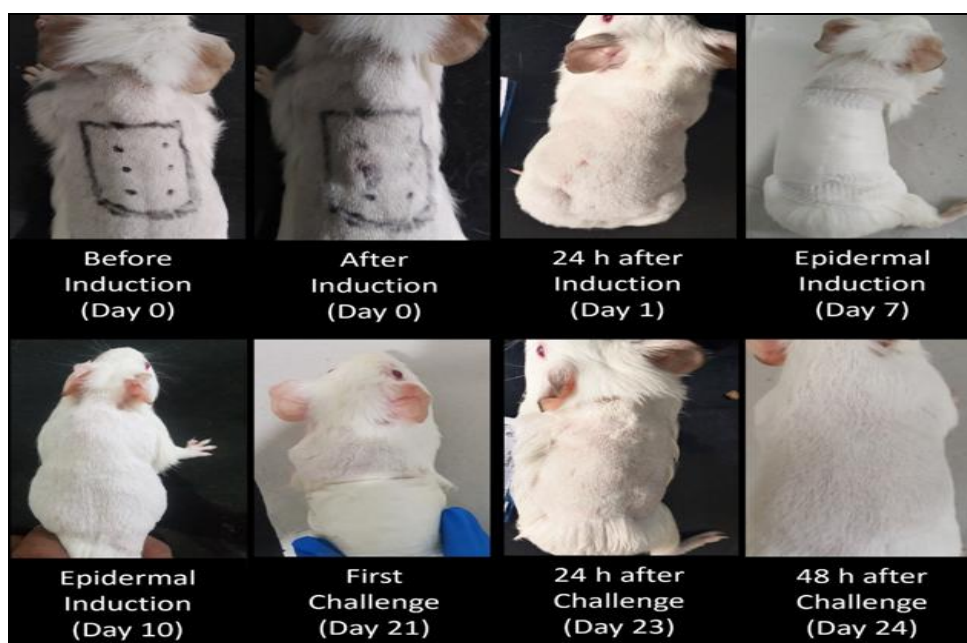 Before
Induction
(Day 0)
After
Induction
(Day 0)
24 h after
Induction
(Day 1)
Epidermal
Induction
(Day 7)
Epidermal
Induction
(Day 10)
First
Challenge
(Day 21)
24 h after
Challenge
(Day 23)
48 h after
Challenge
(Day 24)